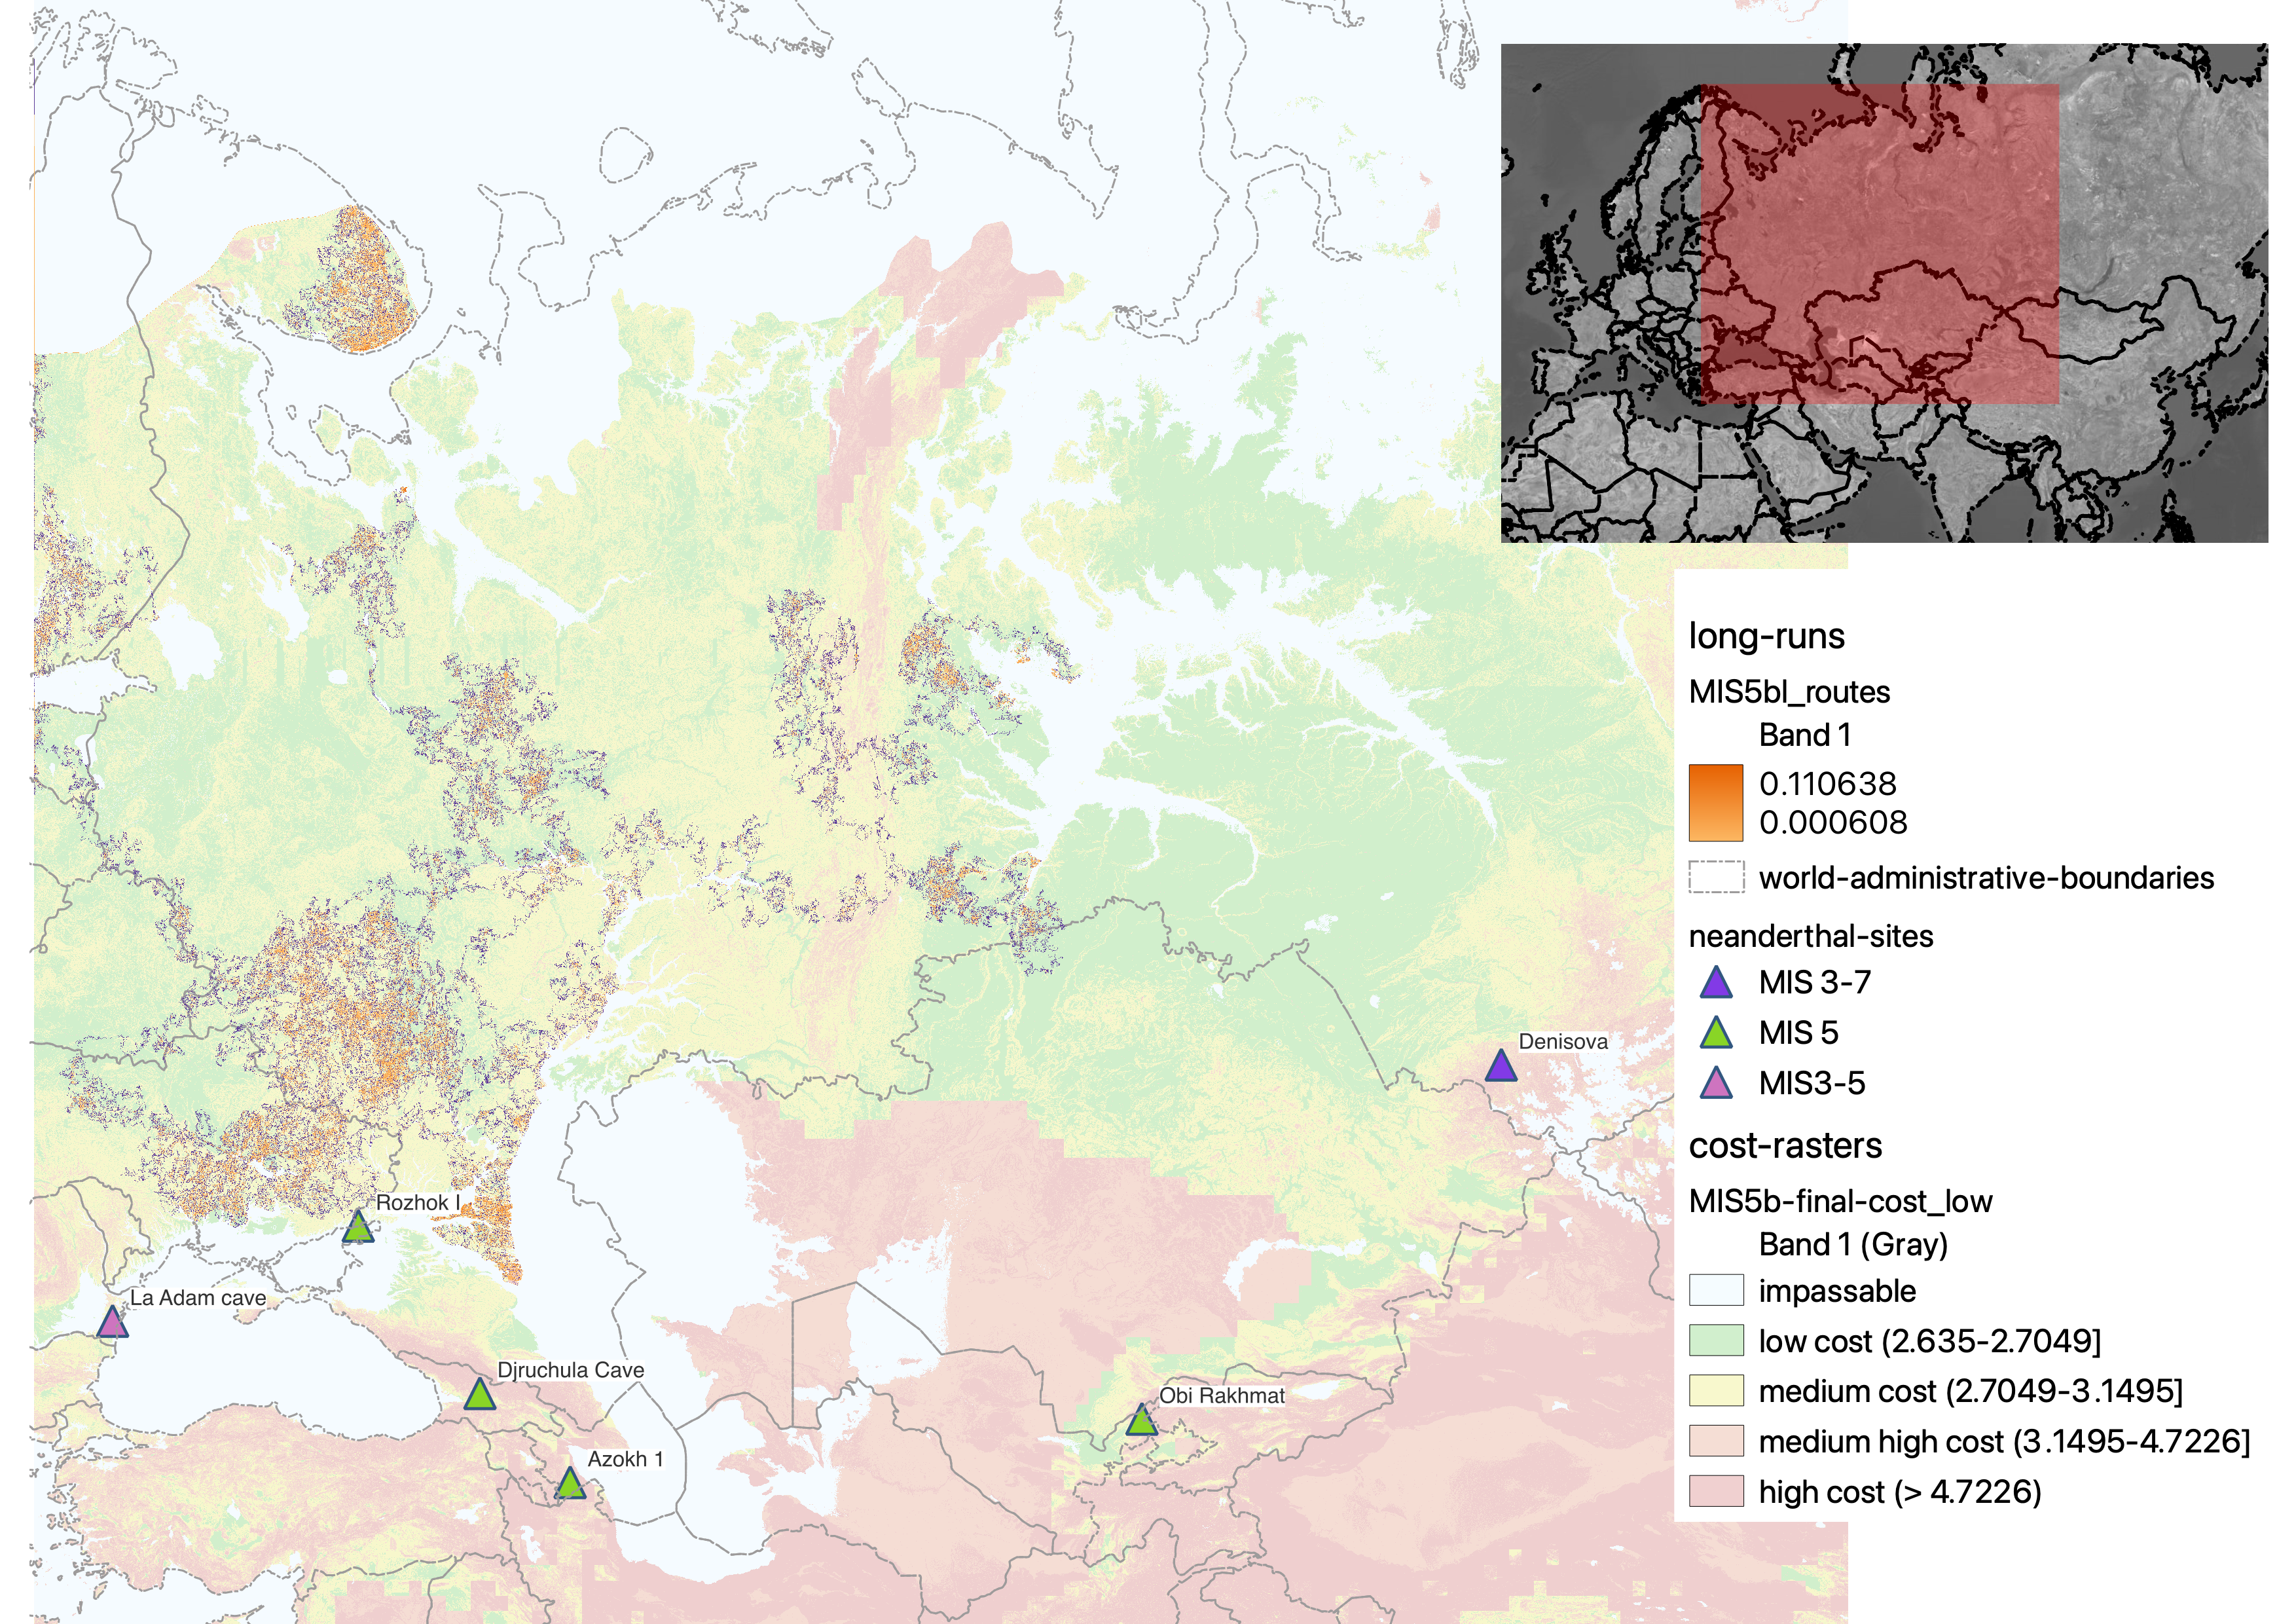 long-runs
MIS5bl_routes
Band 1
0.110638
0.000608
world-administrative-boundaries
neanderthal-sites
MIS 3-7
MIS 5
MIS3-5
cost-rasters
MIS5b-final-cost_low
Band 1 (Gray)
impassable
low cost (2.635-2.7049]
medium cost (2.7049-3.1495]
medium high cost (3.1495-4.7226]
high cost (> 4.7226)
Denisova
Rozhok I
La Adam cave
Djruchula Cave
Obi Rakhmat
Azokh 1